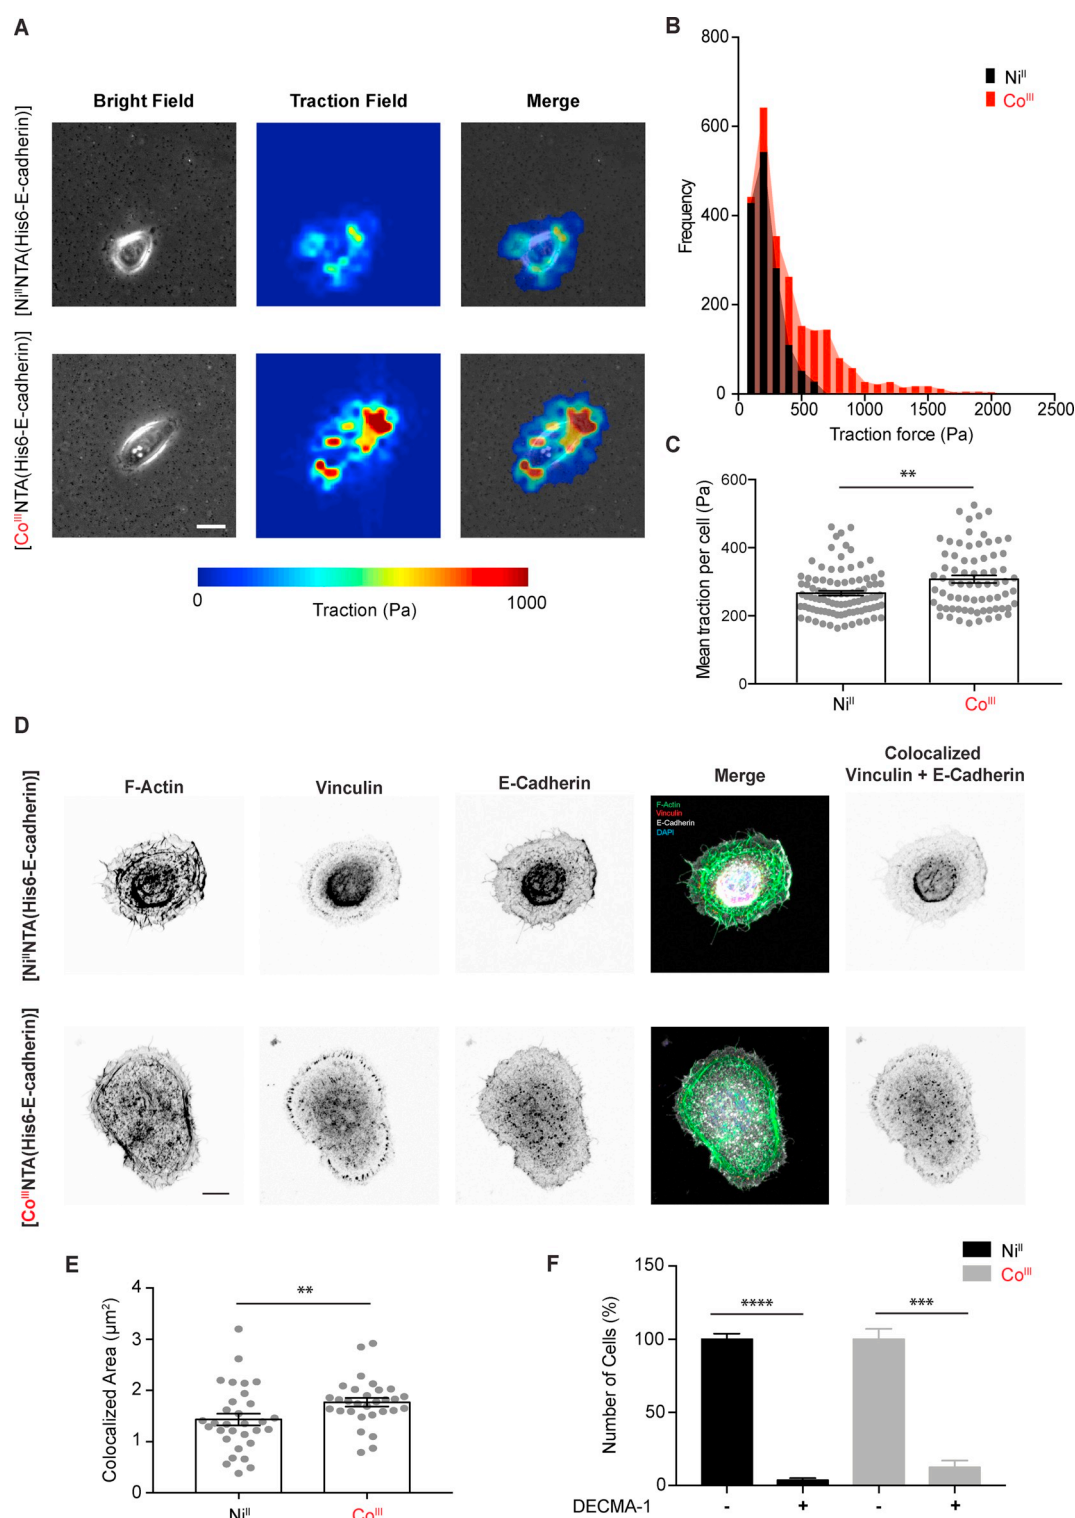 A
Bright Field
Traction Field
Merge
[NiᴵᴵNTA(His6-E-cadherin)]
[CoᴵᴵᴵNTA(His6-E-cadherin)]
0
1000
Traction (Pa)
B
800
600
400
200
0
Frequency
Niᴵᴵ
Coᴵᴵᴵ
0
500
1000
1500
2000
2500
Traction force (Pa)
C
600
400
200
0
Mean traction per cell (Pa)
**
Niᴵᴵ
Coᴵᴵᴵ
D
F-Actin
Vinculin
E-Cadherin
Merge
Colocalized
Vinculin + E-Cadherin
[NiᴵᴵNTA(His6-E-cadherin)]
F-Actin
Vinculin
E-Cadherin
DAPI
[CoᴵᴵᴵNTA(His6-E-cadherin)]
E
4
3
2
1
0
Colocalized Area (µm²)
**
Niᴵᴵ
Coᴵᴵᴵ
F
150
100
50
0
Number of Cells (%)
Niᴵᴵ
Coᴵᴵᴵ
****
***
DECMA-1 - + - +